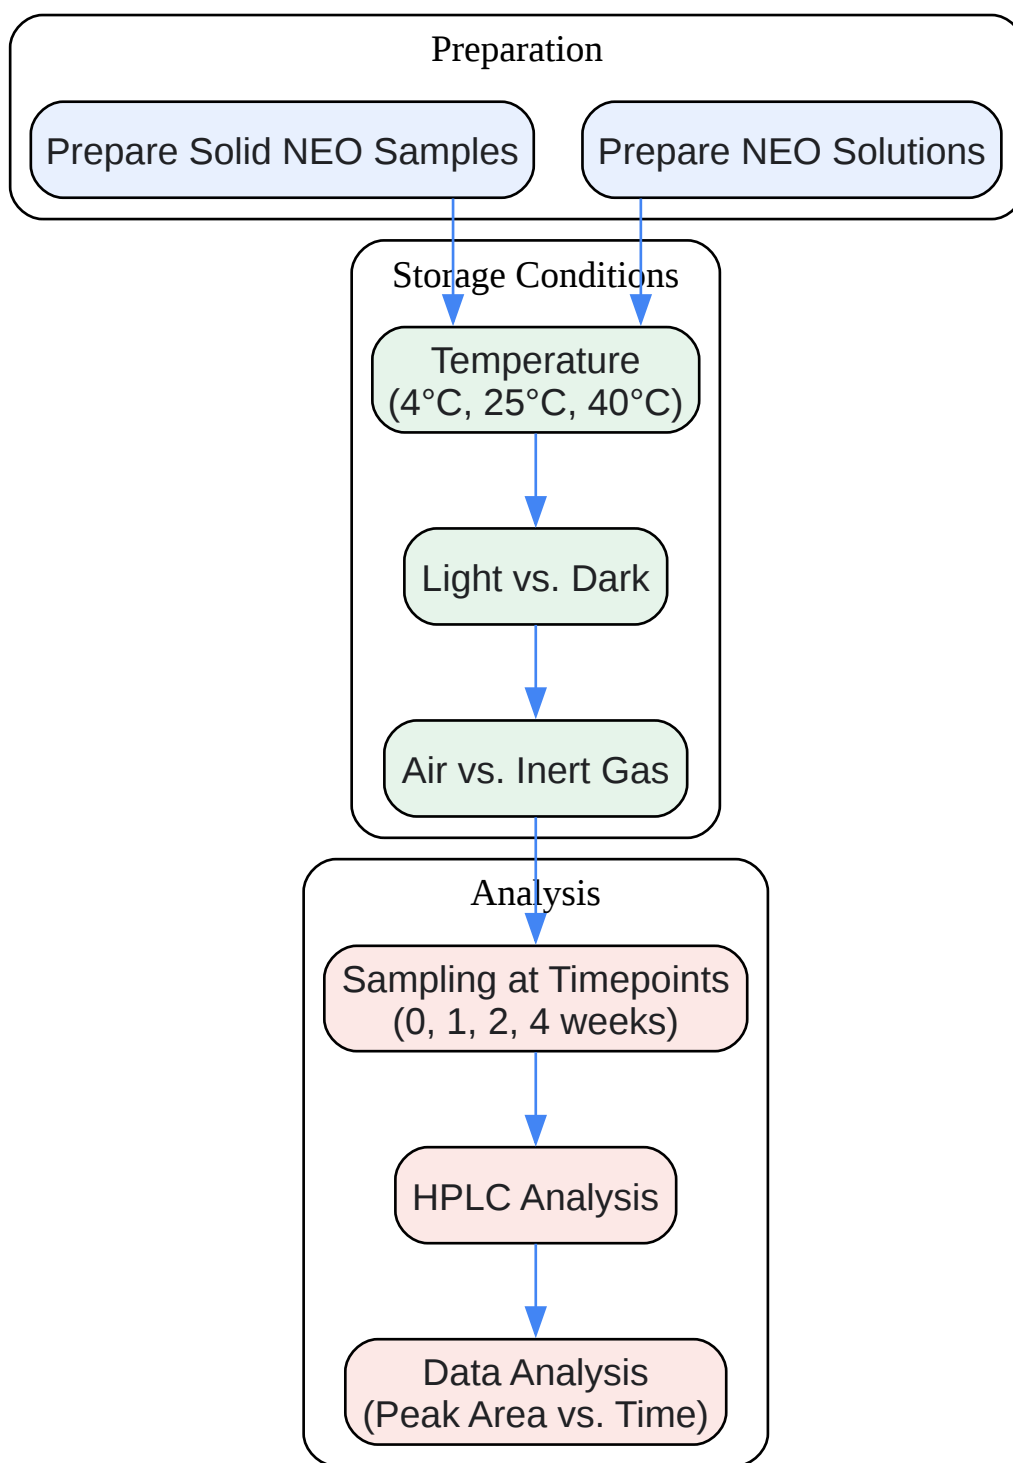 Preparation
Prepare Solid NEO Samples
Prepare NEO Solutions
Storage Conditions
Temperature
(4°C, 25°C, 40°C)
Light vs. Dark
Air vs. Inert Gas
Analysis
Sampling at Timepoints
(0, 1, 2, 4 weeks)
HPLC Analysis
Data Analysis
(Peak Area vs. Time)